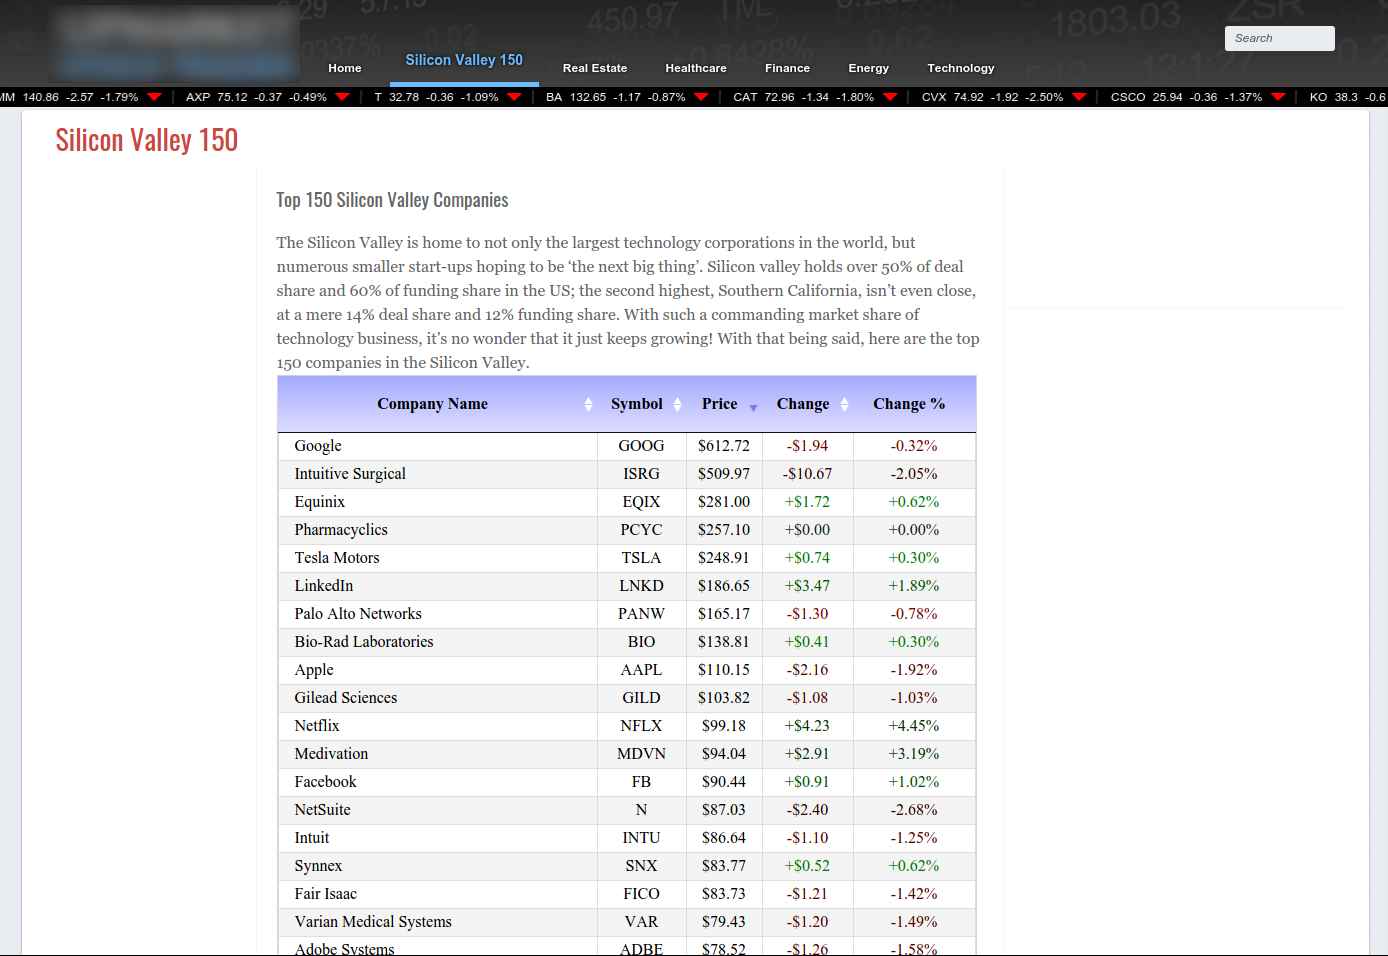 Search
Home
Silicon Valley 150
Real Estate
Healthcare
Finance
Energy
Technology
MM 140.86 -2.57 -1.79% AXP 75.12 -0.37 -0.49% T 32.78 -0.36 -1.09% BA 132.65 -1.17 -0.87% CAT 72.96 -1.34 -1.80% CVX 74.92 -1.92 -2.50% CSCO 25.94 -0.36 -1.37% KO 38.3 -0.6
Silicon Valley 150
Top 150 Silicon Valley Companies
The Silicon Valley is home to not only the largest technology corporations in the world, but
numerous smaller start-ups hoping to be ‘the next big thing’. Silicon valley holds over 50% of deal
share and 60% of funding share in the US; the second highest, Southern California, isn’t even close,
at a mere 14% deal share and 12% funding share. With such a commanding market share of
technology business, it’s no wonder that it just keeps growing! With that being said, here are the top
150 companies in the Silicon Valley.
Company Name Symbol Price Change Change %
Google GOOG $612.72 -$1.94 -0.32%
Intuitive Surgical ISRG $509.97 -$10.67 -2.05%
Equinix EQIX $281.00 +$1.72 +0.62%
Pharmacyclics PCYC $257.10 +$0.00 +0.00%
Tesla Motors TSLA $248.91 +$0.74 +0.30%
LinkedIn LNKD $186.65 +$3.47 +1.89%
Palo Alto Networks PANW $165.17 -$1.30 -0.78%
Bio-Rad Laboratories BIO $138.81 +$0.41 +0.30%
Apple AAPL $110.15 -$2.16 -1.92%
Gilead Sciences GILD $103.82 -$1.08 -1.03%
Netflix NFLX $99.18 +$4.23 +4.45%
Medivation MDVN $94.04 +$2.91 +3.19%
Facebook FB $90.44 +$0.91 +1.02%
NetSuite N $87.03 -$2.40 -2.68%
Intuit INTU $86.64 -$1.10 -1.25%
Synnex SNX $83.77 +$0.52 +0.62%
Fair Isaac FICO $83.73 -$1.21 -1.42%
Varian Medical Systems VAR $79.43 -$1.20 -1.49%
Adobe Systems ADBE $78.52 -$1.26 -1.58%